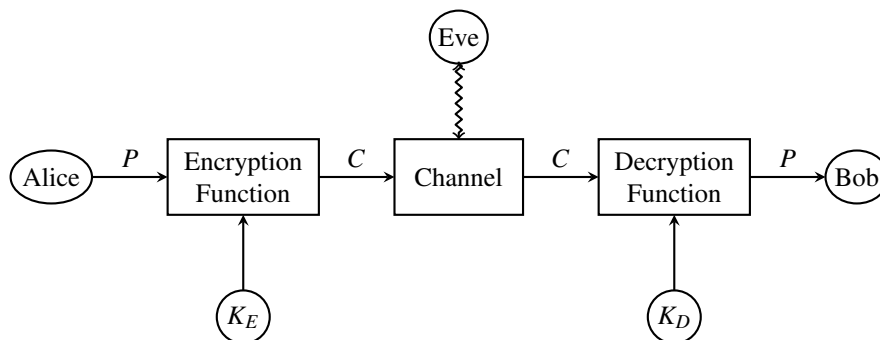 Eve
Alice
P
Encryption
Function
C
Channel
C
Decryption
Function
P
Bob
K_E
K_D